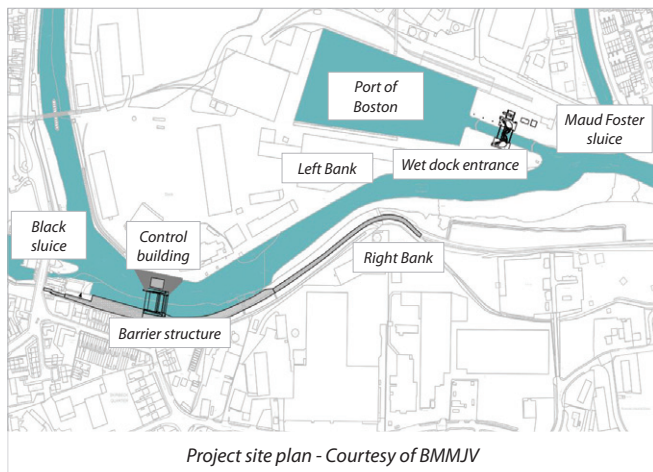 Port of
Boston
Maud Foster
sluice
Left Bank
Wet dock entrance
Black
sluice
Control
building
Right Bank
Barrier structure
Project site plan - Courtesy of BMMJV